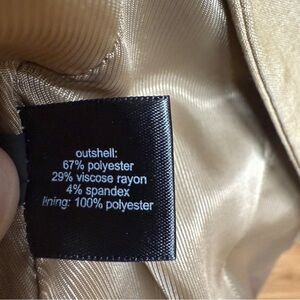 outshell:
67% polyester
29% viscose rayon
4% spandex
lining: 100% polyester